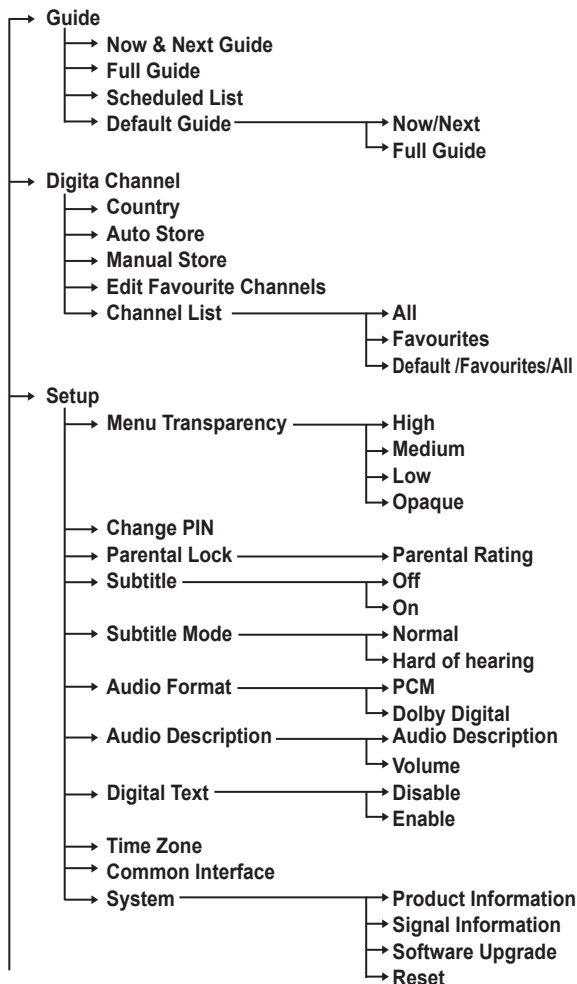 Guide
Now & Next Guide
Full Guide
Scheduled List
Default Guide Now/Next
Full Guide
Digita Channel
Country
Auto Store
Manual Store
Edit Favourite Channels
Channel List All
Favourites
Default /Favourites/All
Setup
Menu Transparency High
Medium
Low
Opaque
Change PIN
Parental Lock Parental Rating
Subtitle Off
On
Subtitle Mode Normal
Hard of hearing
Audio Format PCM
Dolby Digital
Audio Description Audio Description
Volume
Digital Text Disable
Enable
Time Zone
Common Interface
System Product Information
Signal Information
Software Upgrade
Reset